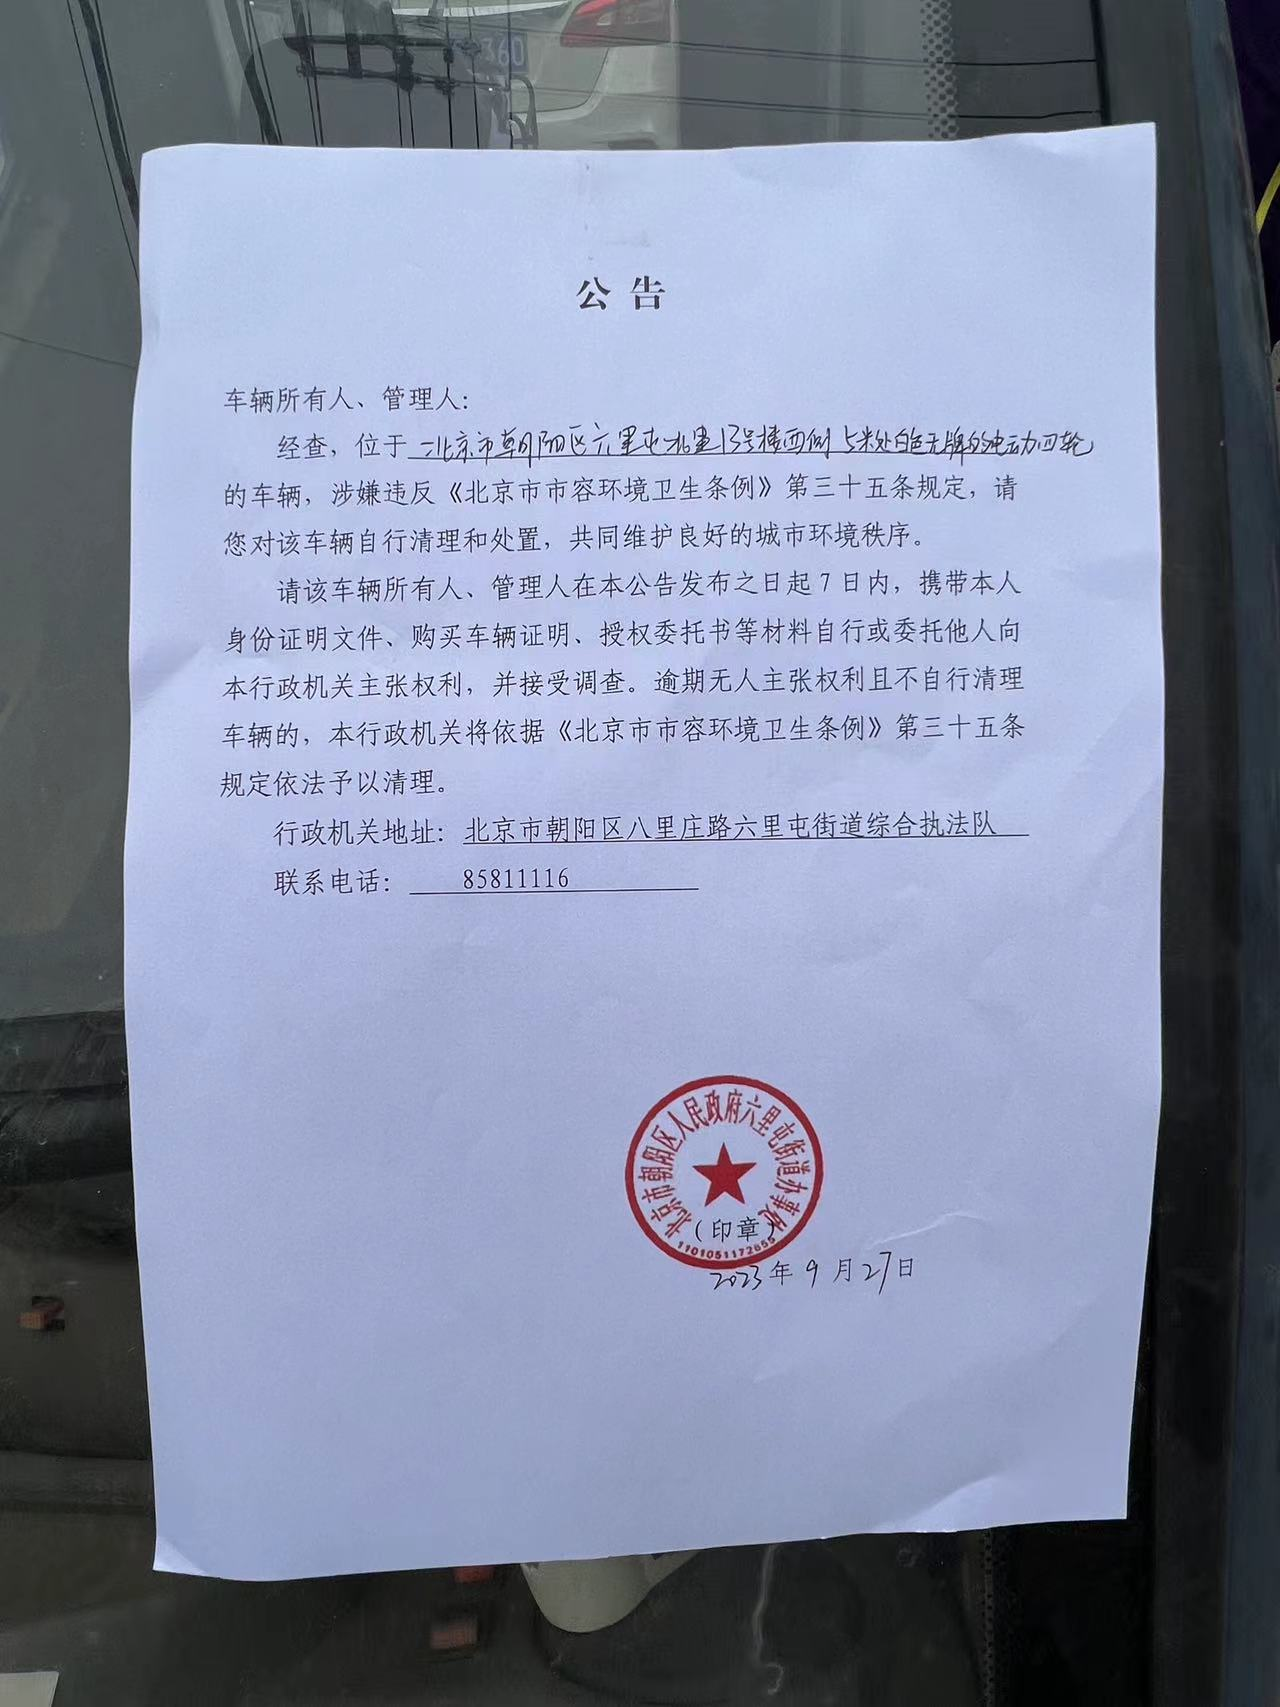 360
公告
车辆所有人、管理人：
经查，位于 北京市朝阳区六里屯北里13号楼西侧5米处白色无牌的电动四轮
的车辆，涉嫌违反《北京市市容环境卫生条例》第三十五条规定，请
您对该车辆自行清理和处置，共同维护良好的城市环境秩序。
请该车辆所有人、管理人在本公告发布之日起7日内，携带本人
身份证明文件、购买车辆证明、授权委托书等材料自行或委托他人向
本行政机关主张权利，并接受调查。逾期无人主张权利且不自行清理
车辆的，本行政机关将依据《北京市市容环境卫生条例》第三十五条
规定依法予以清理。
行政机关地址：北京市朝阳区八里庄路六里屯街道综合执法队
联系电话：85811116
北京市朝阳区人民政府六里屯街道办事处
（印章）
1101051172655
2023年9月27日